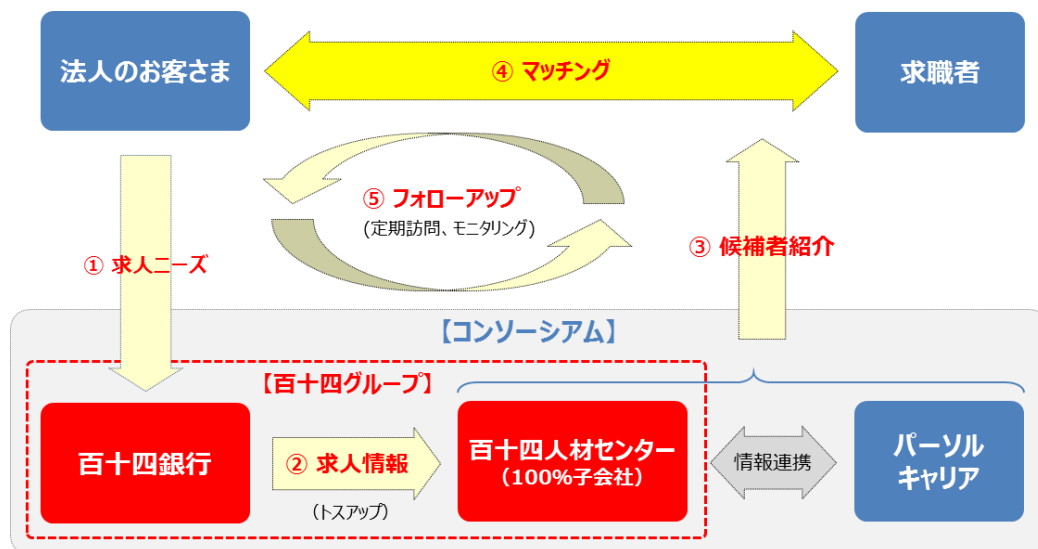 法人のお客さま
④ マッチング
求職者
⑤ フォローアップ
(定期訪問、モニタリング)
① 求人ニーズ
③ 候補者紹介
【コンソーシアム】
【百十四グループ】
百十四銀行
② 求人情報
(トスアップ)
百十四人材センター
(100%子会社)
情報連携
パーソル
キャリア